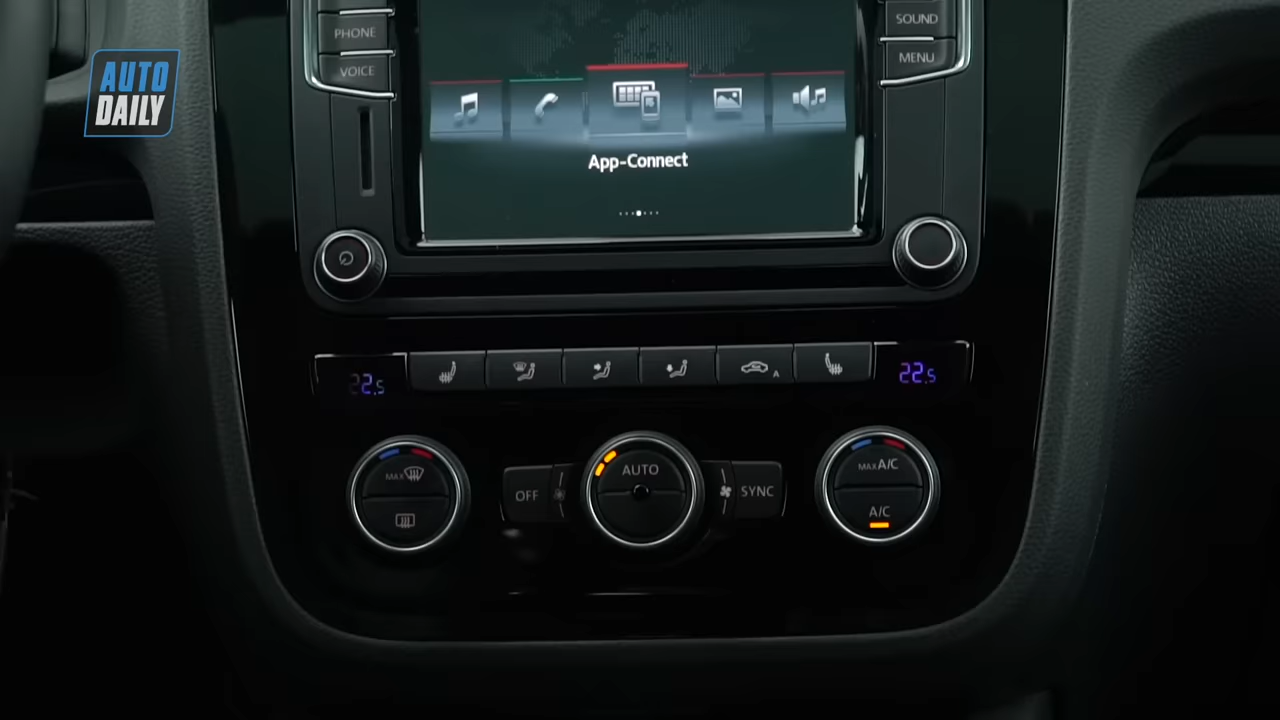 AUTO
DAILY
PHONE
VOICE
SOUND
MENU
App-Connect
22.5
A
22.5
MAX
OFF
AUTO
SYNC
MAX A/C
A/C